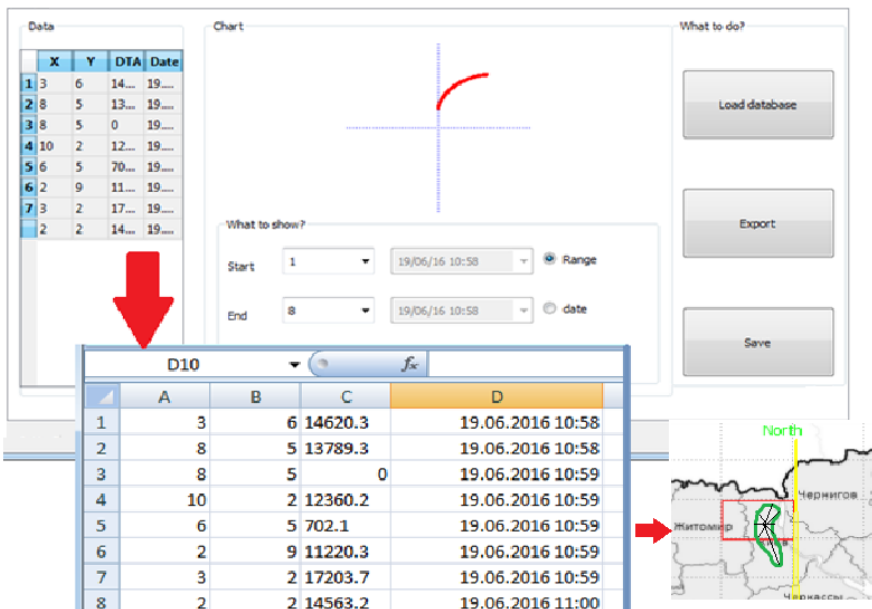 Data
X Y DTA Date
1 3 6 14... 19....
2 8 5 13... 19....
3 8 5 0 19....
4 10 2 12... 19....
5 6 5 70... 19....
6 2 9 11... 19....
7 3 2 17... 19....
2 2 14... 19....
Chart
What to show?
Start 1 19/06/16 10:58 Range
End 8 19/06/16 10:58 date
What to do?
Load database
Export
Save
D10 fx
A B C D
1 3 6 14620.3 19.06.2016 10:58
2 8 5 13789.3 19.06.2016 10:58
3 8 5 0 19.06.2016 10:59
4 10 2 12360.2 19.06.2016 10:59
5 6 5 702.1 19.06.2016 10:59
6 2 9 11220.3 19.06.2016 10:59
7 3 2 17203.7 19.06.2016 10:59
8 2 2 14563.2 19.06.2016 11:00
North
Чернигов
Житомир
Черкассы